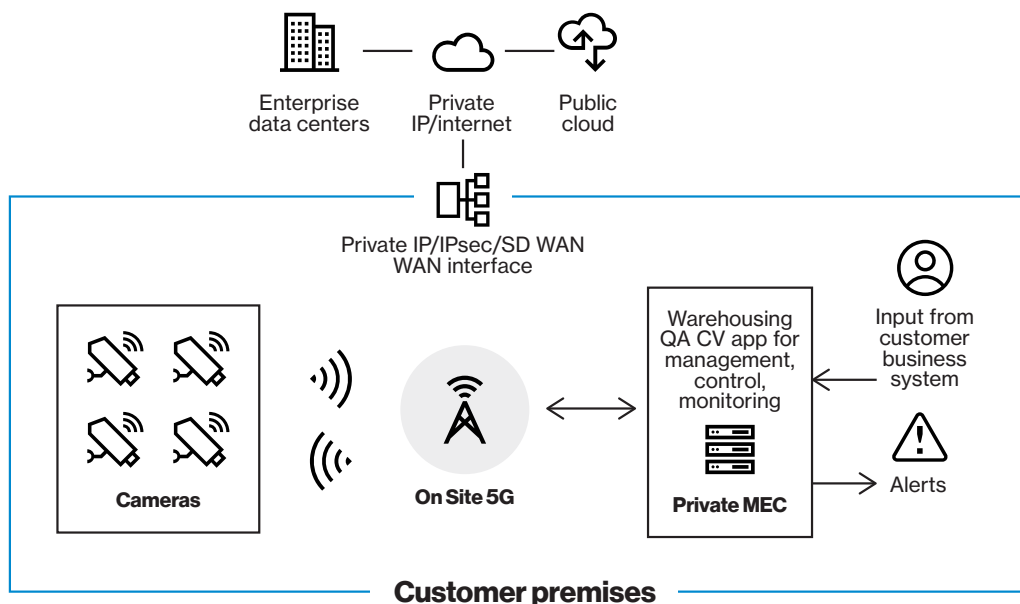 Enterprise
data centers
Private
IP/internet
Public
cloud
Private IP/IPsec/SD WAN
WAN interface
Cameras
On Site 5G
Warehousing
QA CV app for
management,
control,
monitoring
Private MEC
Input from
customer
business
system
Alerts
Customer premises